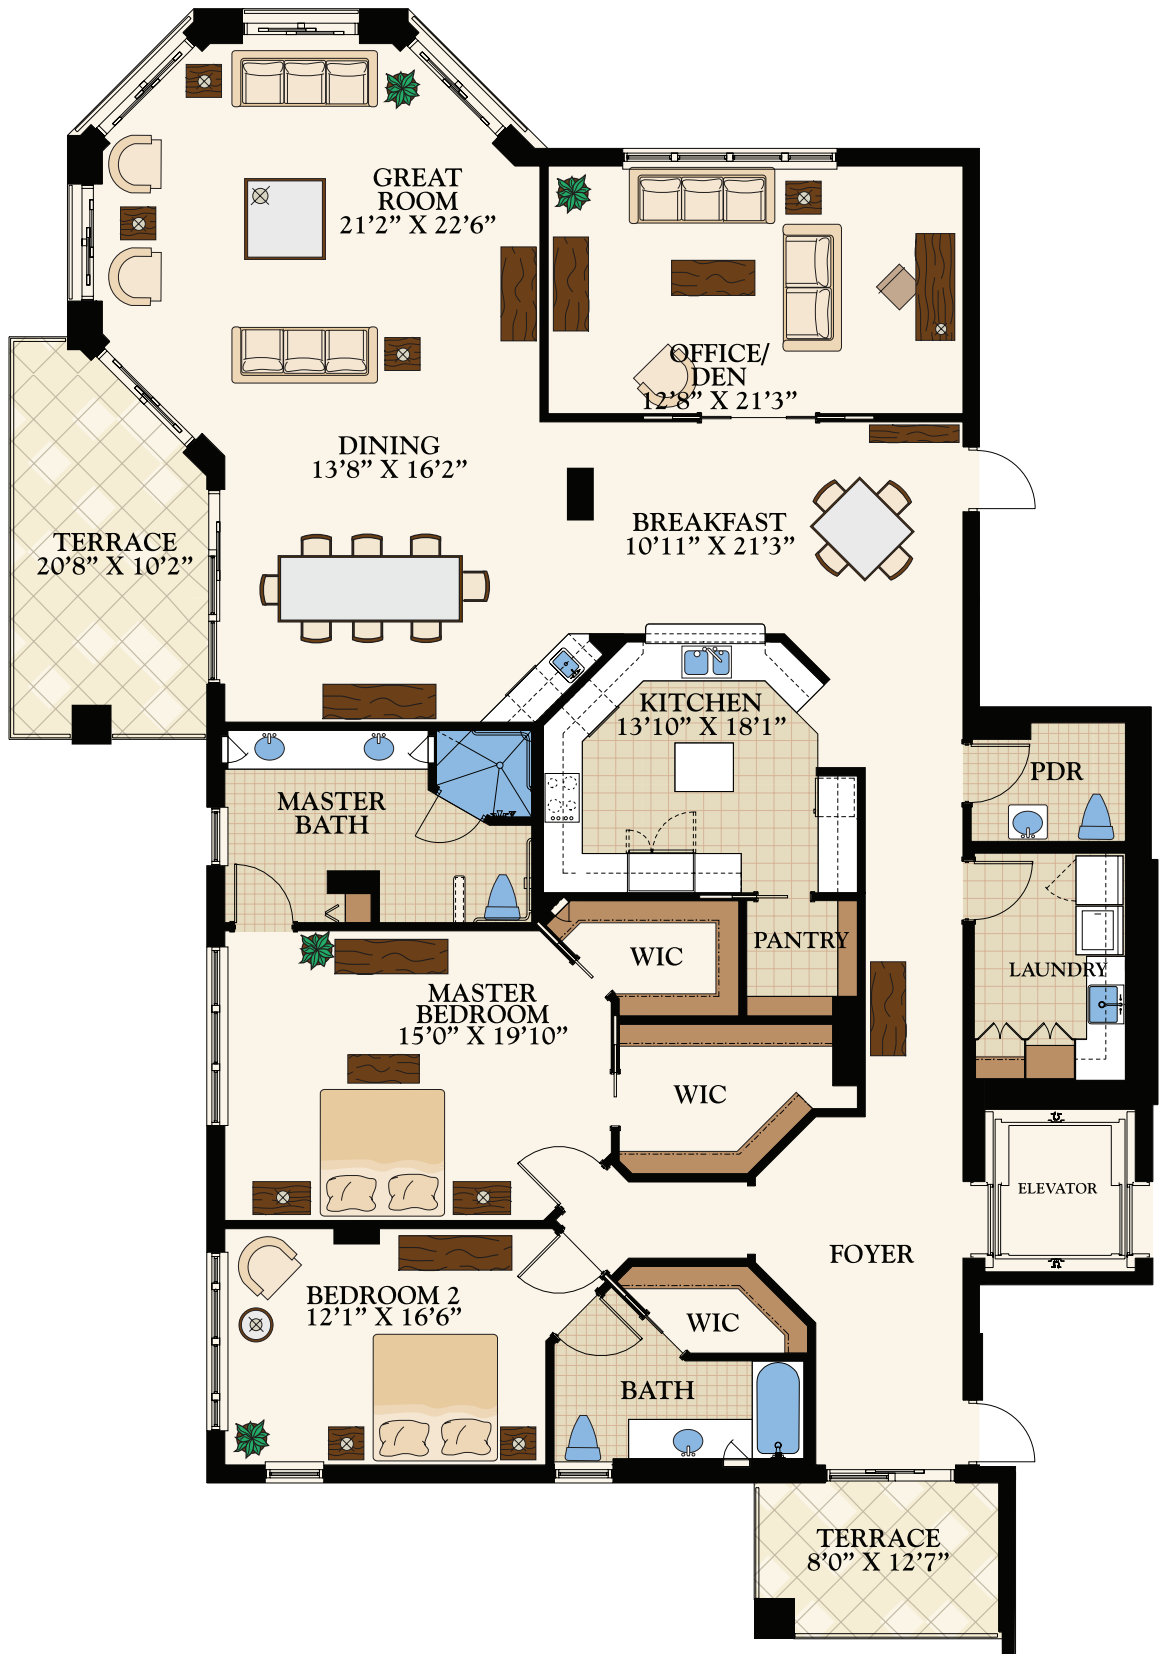 GREAT
ROOM
21'2” X 22'6”
OFFICE/
DEN
12'8” X 21'3”
DINING
13'8” X 16'2”
BREAKFAST
10'11” X 21'3”
TERRACE
20'8” X 10'2”
KITCHEN
13'10” X 18'1”
PDR
MASTER
BATH
WIC
PANTRY
LAUNDRY
MASTER
BEDROOM
15'0” X 19'10”
WIC
ELEVATOR
FOYER
BEDROOM 2
12'1” X 16'6”
WIC
BATH
TERRACE
8'0” X 12'7”